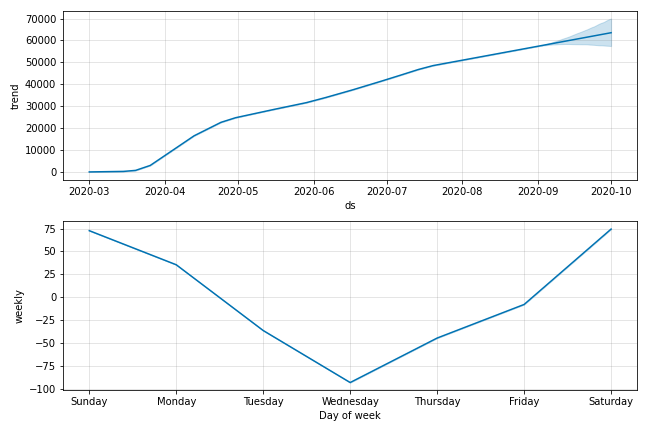 70000
60000
50000
40000
30000
20000
10000
0
trend
2020-03 2020-04 2020-05 2020-06 2020-07 2020-08 2020-09 2020-10
ds
75
50
25
0
−25
−50
−75
−100
weekly
Sunday Monday Tuesday Wednesday Thursday Friday Saturday
Day of week